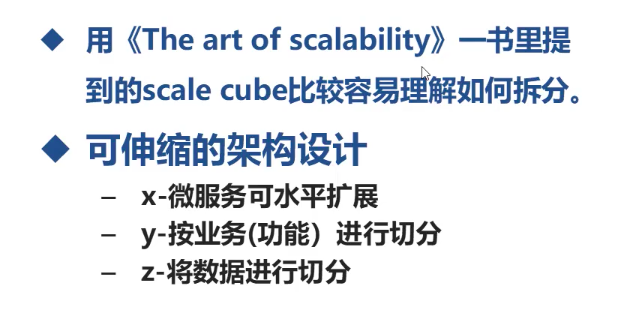 ◆ 用《The art of scalability》一书里提
到的scale cube比较容易理解如何拆分。
◆ 可伸缩的架构设计
– x-微服务可水平扩展
– y-按业务(功能）进行切分
– z-将数据进行切分